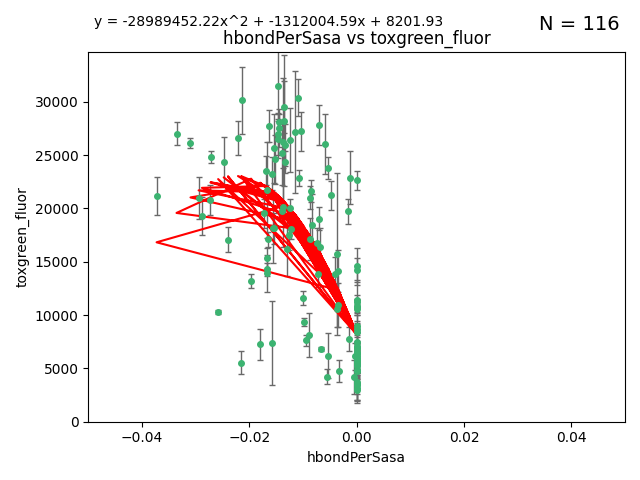 y = -28989452.22x^2 + -1312004.59x + 8201.93
N = 116
hbondPerSasa vs toxgreen_fluor
30000
25000
20000
15000
10000
5000
0
toxgreen_fluor
−0.04
−0.02
0.00
0.02
0.04
hbondPerSasa